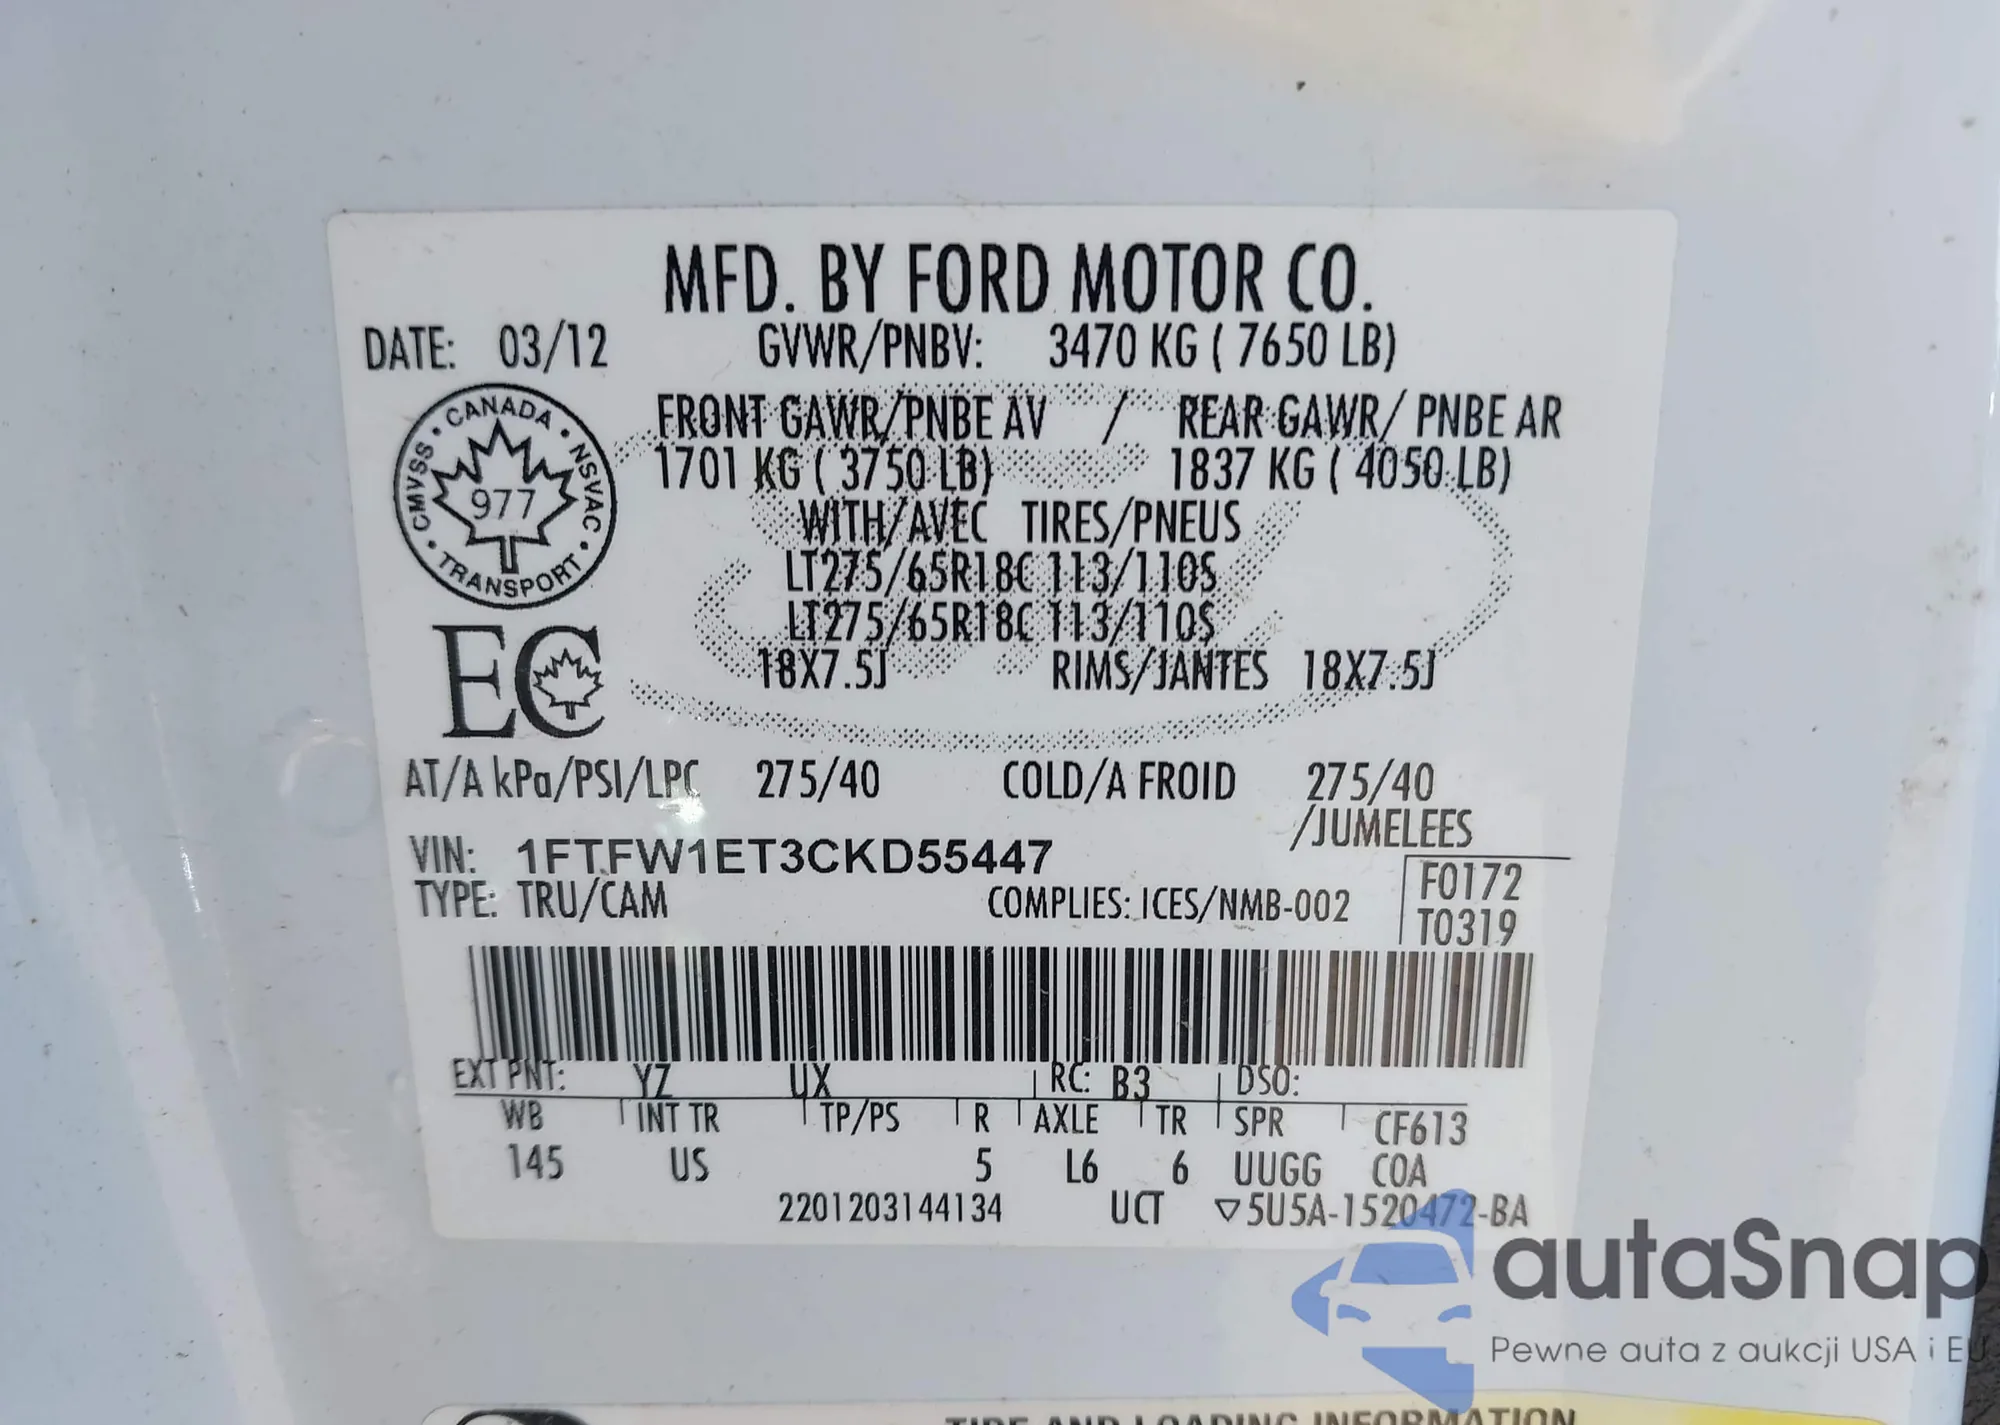 MFD. BY FORD MOTOR CO.
DATE: 03/12 GVWR/PNBV: 3470 KG ( 7650 LB)
FRONT GAWR/PNBE AV / REAR GAWR/ PNBE AR
1701 KG ( 3750 LB) 1837 KG ( 4050 LB)
WITH/AVEC TIRES/PNEUS
LT275/65R18C 113/110S
LT275/65R18C 113/110S
18X7.5J RIMS/JANTES 18X7.5J
CMVSS • CANADA • NSVAC • TRANSPORT •
977
EC
AT/A kPa/PSI/LPC 275/40 COLD/A FROID 275/40
/JUMELEES
VIN: 1FTFW1ET3CKD55447
TYPE: TRU/CAM COMPLIES: ICES/NMB-002
F0172
T0319
EXT PNT: YZ UX RC: B3 DSO:
WB INT TR TP/PS R AXLE TR SPR CF613
145 US 5 L6 6 UUGG COA
2201203144134 UCT ▽5U5A-1520472-BA
autaSnap
Pewne auta z aukcji USA i EU
TIRE AND LOADING INFORMATION